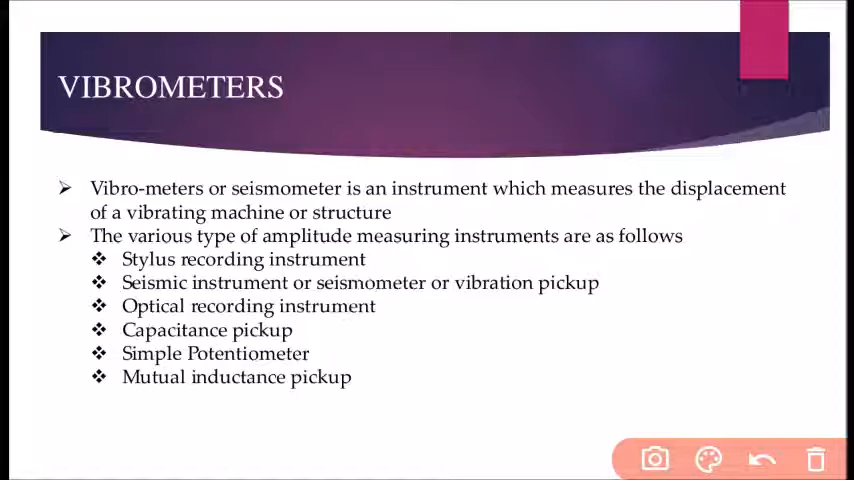 VIBROMETERS
Vibro-meters or seismometer is an instrument which measures the displacement
of a vibrating machine or structure
The various type of amplitude measuring instruments are as follows
Stylus recording instrument
Seismic instrument or seismometer or vibration pickup
Optical recording instrument
Capacitance pickup
Simple Potentiometer
Mutual inductance pickup